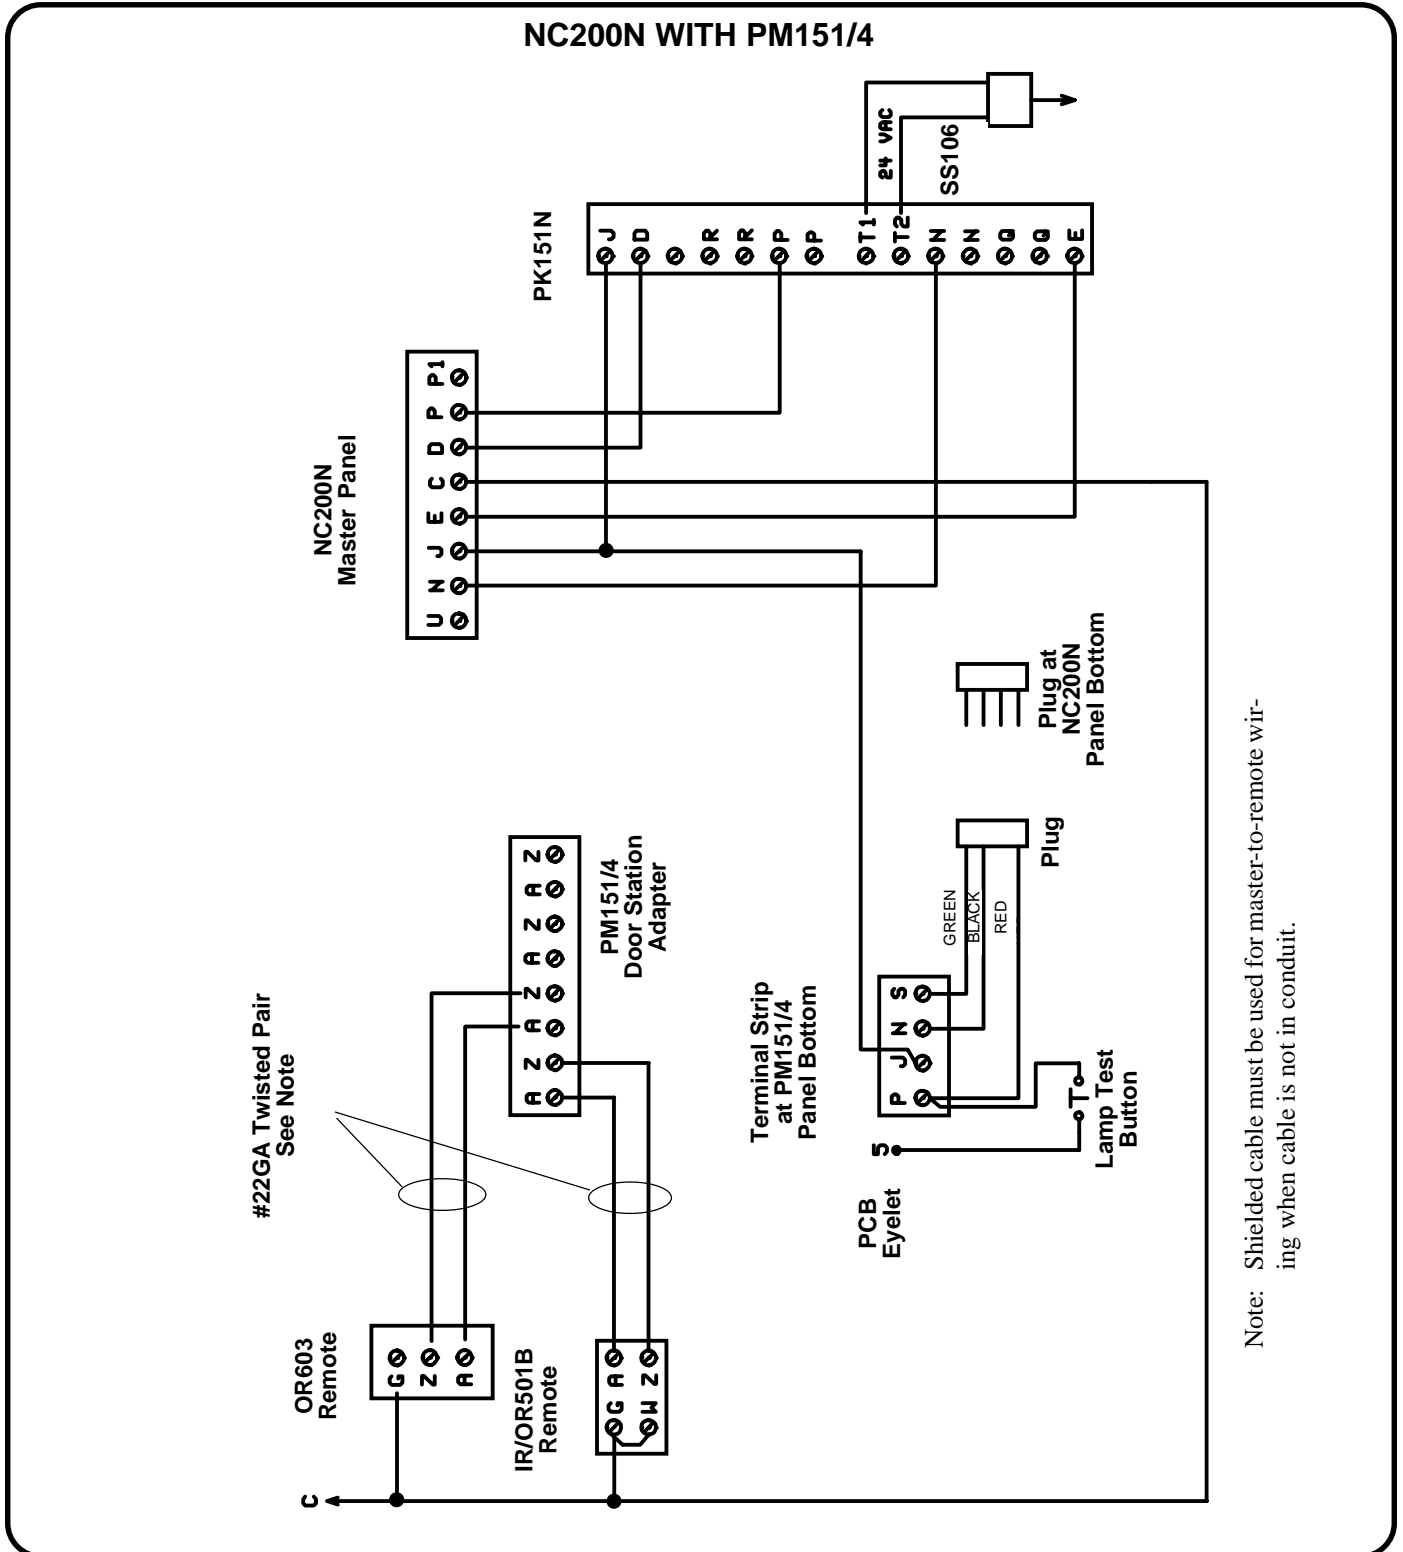 NC200N WITH PM151/4
24 VAC
SS106
PK151N
J
D
R
R
P
P
T1
T2
N
N
Q
Q
E
NC200N
Master Panel
P1
P
D
C
E
J
N
U
Plug at
NC200N
Panel Bottom
Plug
GREEN
BLACK
RED
PM151/4
Door Station
Adapter
Z
A
Z
A
Z
A
Z
A
Terminal Strip
at PM151/4
Panel Bottom
S
N
J
P
5
PCB
Eyelet
Lamp Test
Button
#22GA Twisted Pair
See Note
OR603
Remote
G
Z
A
IR/OR501B
Remote
G A
W Z
C
Note: Shielded cable must be used for master-to-remote wir-
ing when cable is not in conduit.